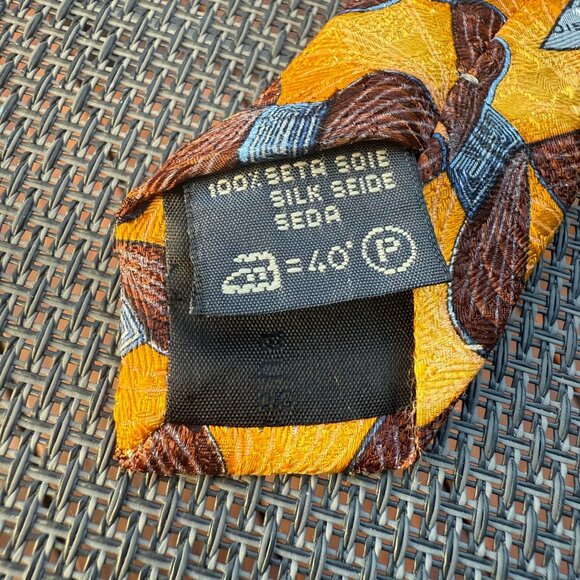 100% SETA SOIE
SILK SEIDE
SEDA
=40° P